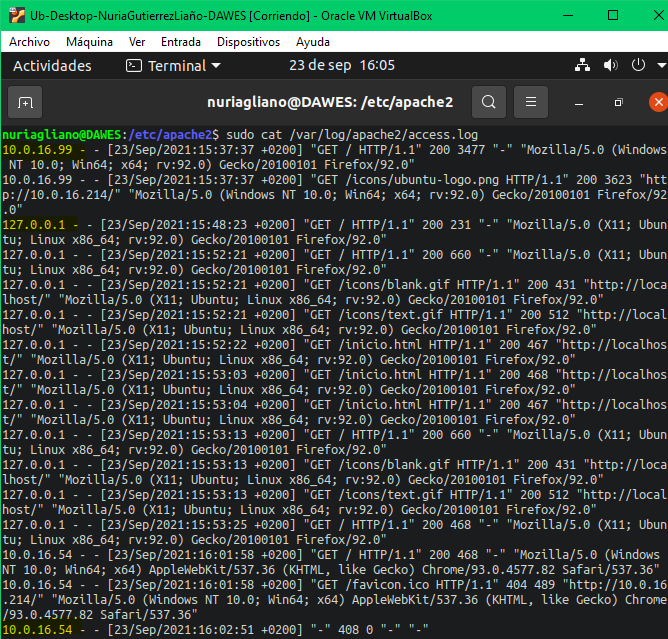 Ub-Desktop-NuriaGutierrezLiaño-DAWES [Corriendo] - Oracle VM VirtualBox
Archivo Máquina Ver Entrada Dispositivos Ayuda
Actividades Terminal 23 de sep 16:05
nuriagliano@DAWES: /etc/apache2
nuriagliano@DAWES:/etc/apache2$ sudo cat /var/log/apache2/access.log
10.0.16.99 - - [23/Sep/2021:15:37:37 +0200] "GET / HTTP/1.1" 200 3477 "-" "Mozilla/5.0 (Windows
NT 10.0; Win64; x64; rv:92.0) Gecko/20100101 Firefox/92.0"
10.0.16.99 - - [23/Sep/2021:15:37:37 +0200] "GET /icons/ubuntu-logo.png HTTP/1.1" 200 3623 "htt
p://10.0.16.214/" "Mozilla/5.0 (Windows NT 10.0; Win64; x64; rv:92.0) Gecko/20100101 Firefox/92
.0"
127.0.0.1 - - [23/Sep/2021:15:48:23 +0200] "GET / HTTP/1.1" 200 231 "-" "Mozilla/5.0 (X11; Ubun
tu; Linux x86_64; rv:92.0) Gecko/20100101 Firefox/92.0"
127.0.0.1 - - [23/Sep/2021:15:52:21 +0200] "GET / HTTP/1.1" 200 660 "-" "Mozilla/5.0 (X11; Ubun
tu; Linux x86_64; rv:92.0) Gecko/20100101 Firefox/92.0"
127.0.0.1 - - [23/Sep/2021:15:52:21 +0200] "GET /icons/blank.gif HTTP/1.1" 200 431 "http://loca
lhost/" "Mozilla/5.0 (X11; Ubuntu; Linux x86_64; rv:92.0) Gecko/20100101 Firefox/92.0"
127.0.0.1 - - [23/Sep/2021:15:52:21 +0200] "GET /icons/text.gif HTTP/1.1" 200 512 "http://local
host/" "Mozilla/5.0 (X11; Ubuntu; Linux x86_64; rv:92.0) Gecko/20100101 Firefox/92.0"
127.0.0.1 - - [23/Sep/2021:15:52:22 +0200] "GET /inicio.html HTTP/1.1" 200 467 "http://localhos
t/" "Mozilla/5.0 (X11; Ubuntu; Linux x86_64; rv:92.0) Gecko/20100101 Firefox/92.0"
127.0.0.1 - - [23/Sep/2021:15:53:03 +0200] "GET /inicio.html HTTP/1.1" 200 468 "http://localhos
t/" "Mozilla/5.0 (X11; Ubuntu; Linux x86_64; rv:92.0) Gecko/20100101 Firefox/92.0"
127.0.0.1 - - [23/Sep/2021:15:53:04 +0200] "GET /inicio.html HTTP/1.1" 200 467 "http://localhos
t/" "Mozilla/5.0 (X11; Ubuntu; Linux x86_64; rv:92.0) Gecko/20100101 Firefox/92.0"
127.0.0.1 - - [23/Sep/2021:15:53:13 +0200] "GET / HTTP/1.1" 200 660 "-" "Mozilla/5.0 (X11; Ubun
tu; Linux x86_64; rv:92.0) Gecko/20100101 Firefox/92.0"
127.0.0.1 - - [23/Sep/2021:15:53:13 +0200] "GET /icons/blank.gif HTTP/1.1" 200 431 "http://loca
lhost/" "Mozilla/5.0 (X11; Ubuntu; Linux x86_64; rv:92.0) Gecko/20100101 Firefox/92.0"
127.0.0.1 - - [23/Sep/2021:15:53:13 +0200] "GET /icons/text.gif HTTP/1.1" 200 512 "http://local
host/" "Mozilla/5.0 (X11; Ubuntu; Linux x86_64; rv:92.0) Gecko/20100101 Firefox/92.0"
127.0.0.1 - - [23/Sep/2021:15:53:25 +0200] "GET / HTTP/1.1" 200 468 "-" "Mozilla/5.0 (X11; Ubun
tu; Linux x86_64; rv:92.0) Gecko/20100101 Firefox/92.0"
10.0.16.54 - - [23/Sep/2021:16:01:58 +0200] "GET / HTTP/1.1" 200 468 "-" "Mozilla/5.0 (Windows
NT 10.0; Win64; x64) AppleWebKit/537.36 (KHTML, like Gecko) Chrome/93.0.4577.82 Safari/537.36"
10.0.16.54 - - [23/Sep/2021:16:01:58 +0200] "GET /favicon.ico HTTP/1.1" 404 489 "http://10.0.16
.214/" "Mozilla/5.0 (Windows NT 10.0; Win64; x64) AppleWebKit/537.36 (KHTML, like Gecko) Chrome
/93.0.4577.82 Safari/537.36"
10.0.16.54 - - [23/Sep/2021:16:02:51 +0200] "-" 408 0 "-" "-"